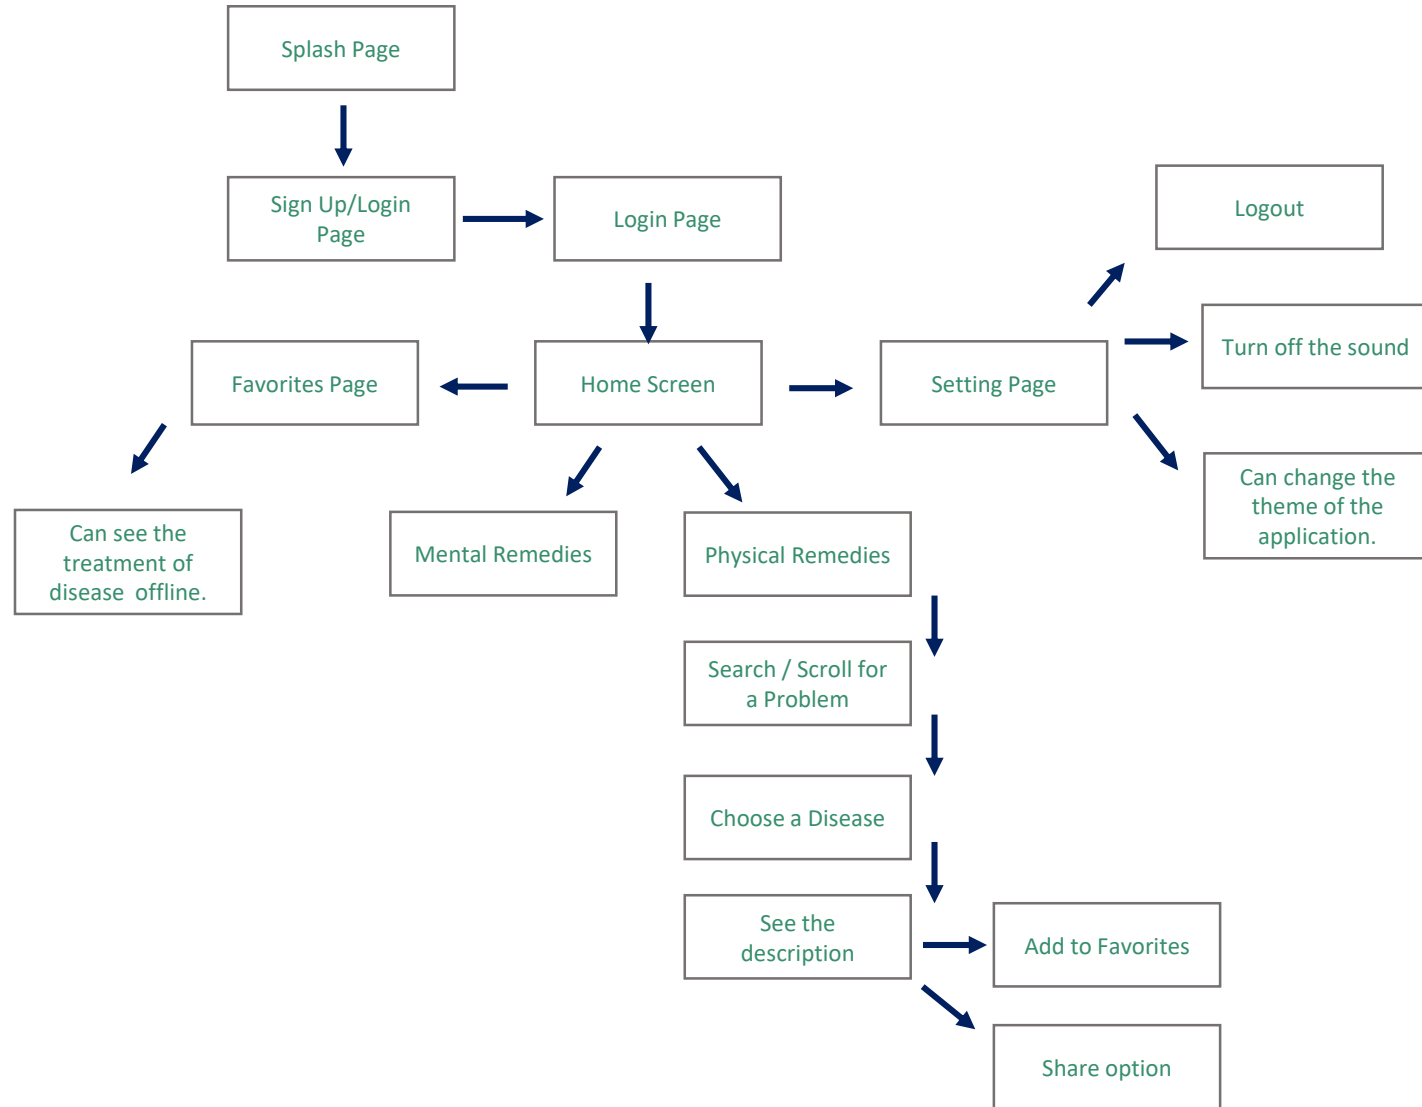 Splash Page
Sign Up/Login
Page
Login Page
Logout
Turn off the sound
Favorites Page
Home Screen
Setting Page
Can change the
theme of the
application.
Can see the
treatment of
disease  offline.
Mental Remedies
Physical Remedies
Search / Scroll for
a Problem
Choose a Disease
See the
description
Add to Favorites
Share option